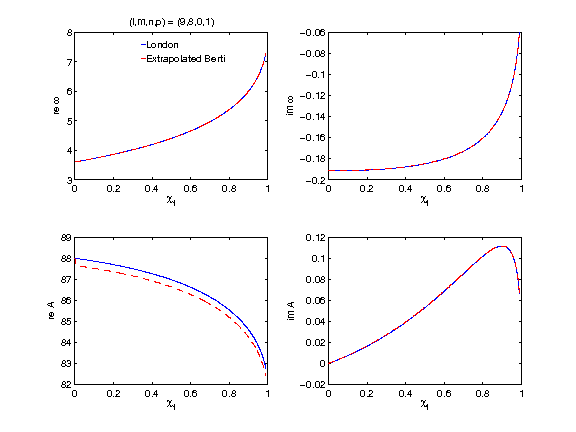 (l,m,n,p) = (9,8,0,1)
London
Extrapolated Berti
8
7
6
5
4
3
re ω
0 0.2 0.4 0.6 0.8 1
χf
−0.06
−0.08
−0.1
−0.12
−0.14
−0.16
−0.18
−0.2
im ω
0 0.2 0.4 0.6 0.8 1
χf
89
88
87
86
85
84
83
82
re A
0 0.2 0.4 0.6 0.8 1
χf
0.12
0.1
0.08
0.06
0.04
0.02
0
−0.02
im A
0 0.2 0.4 0.6 0.8 1
χf